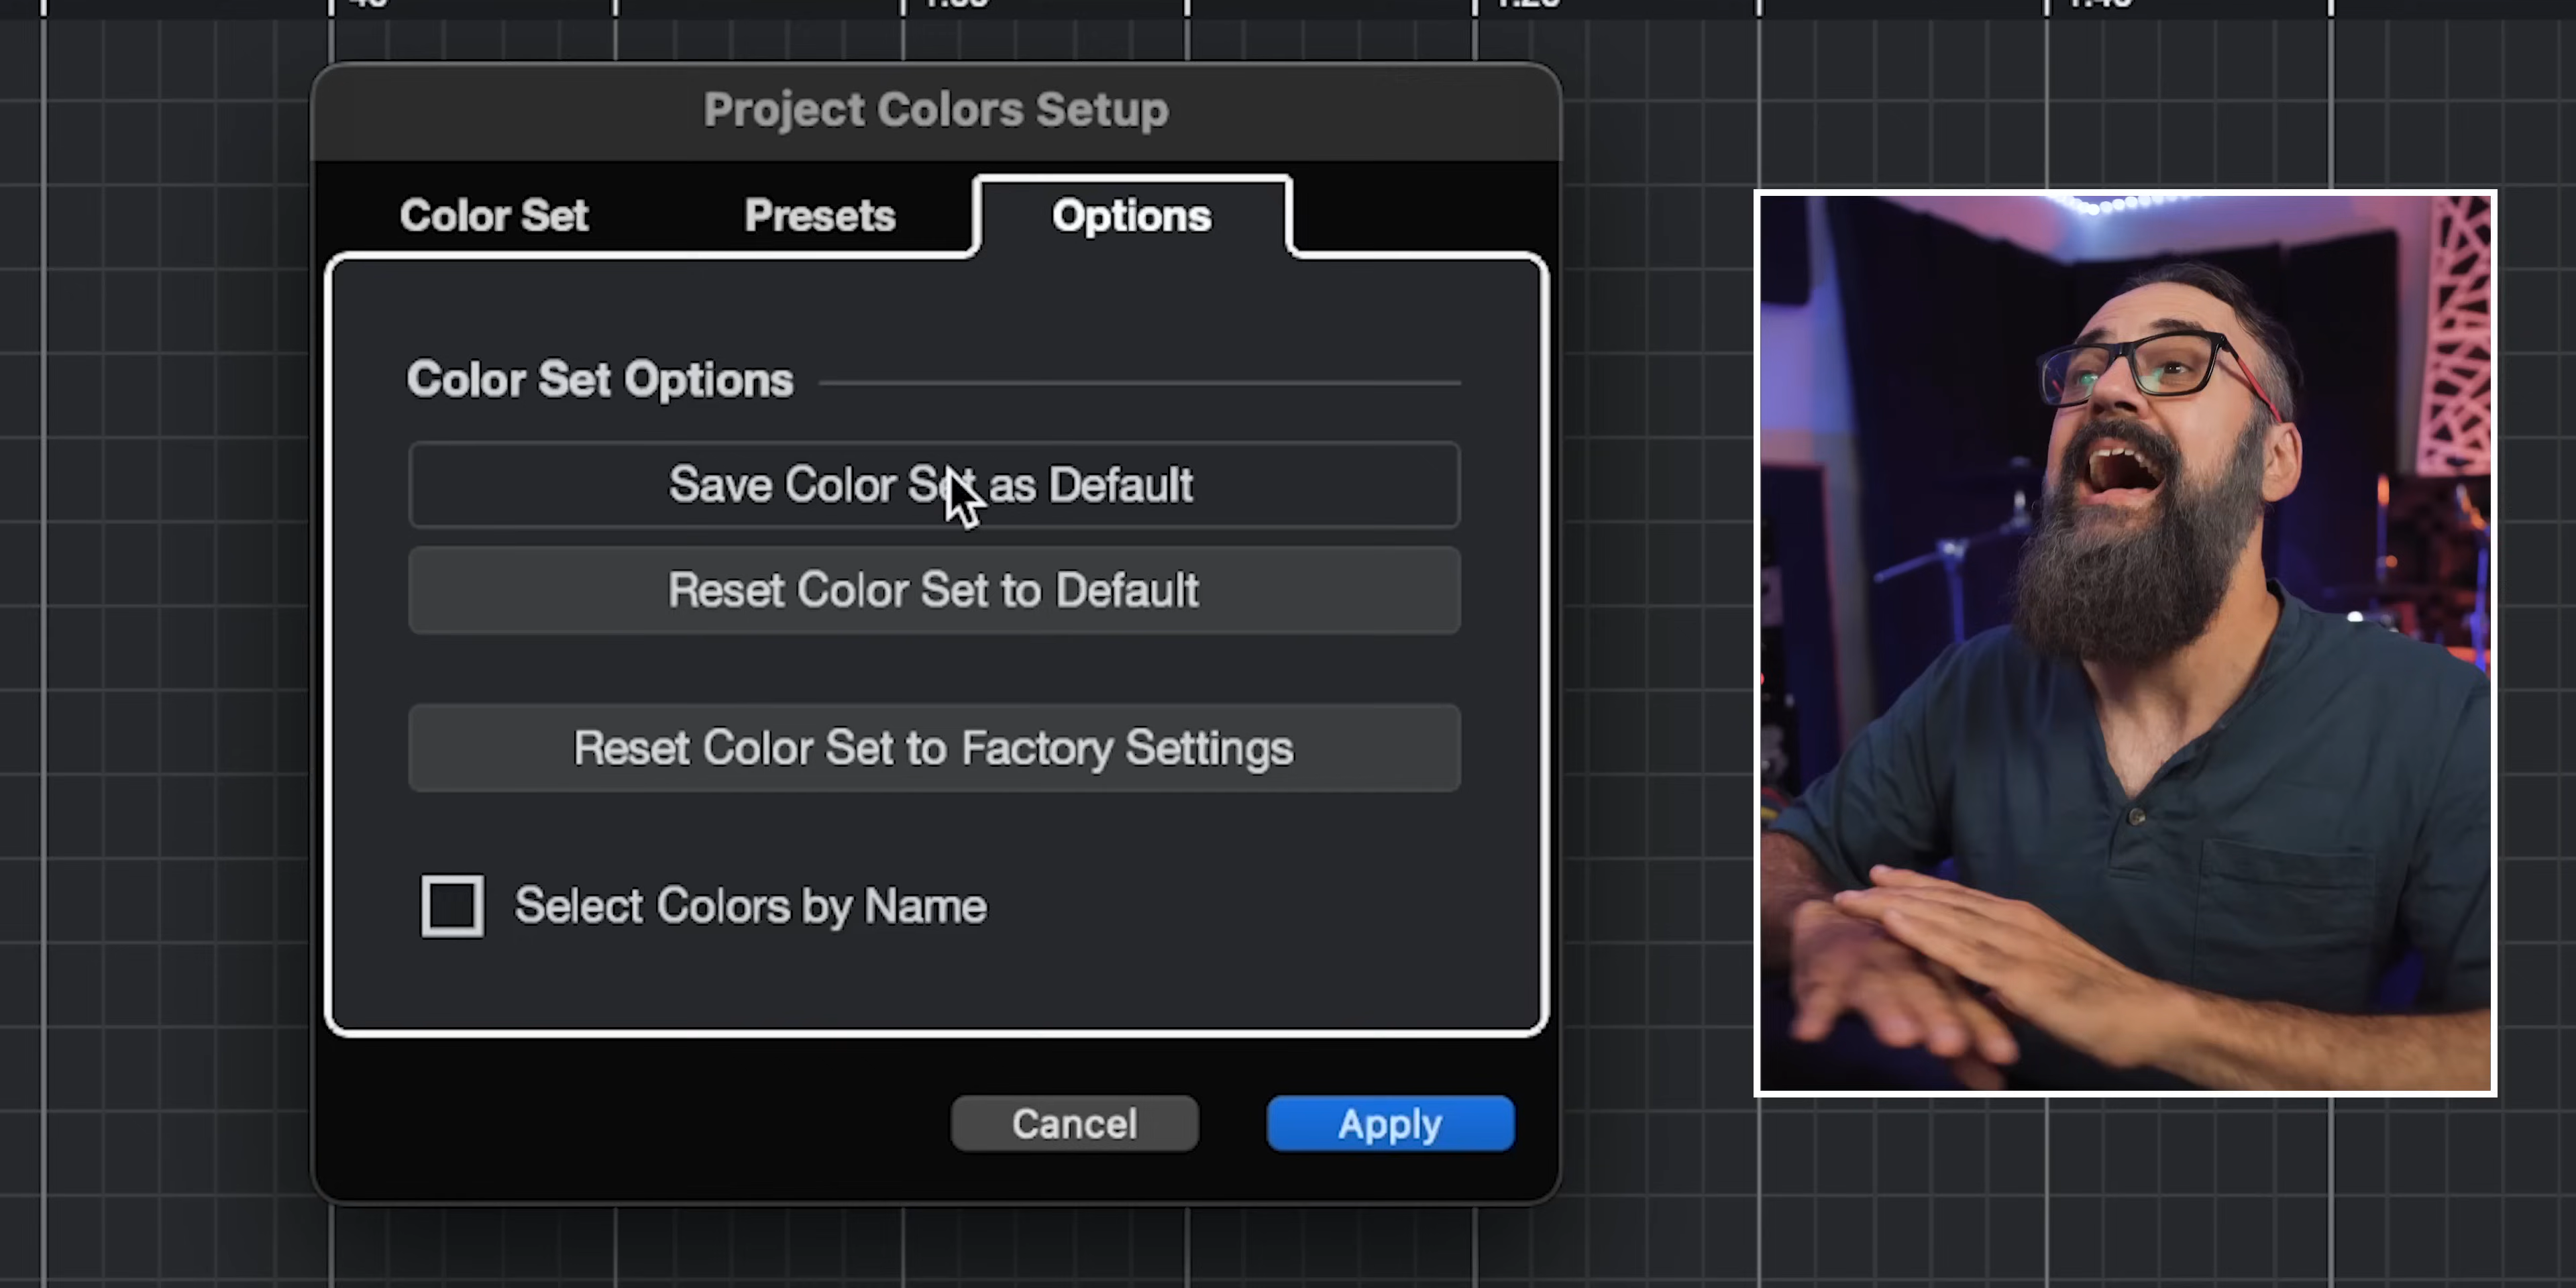 Project Colors Setup
Color Set Presets Options
Color Set Options
Save Color Set as Default
Reset Color Set to Default
Reset Color Set to Factory Settings
Select Colors by Name
Cancel Apply